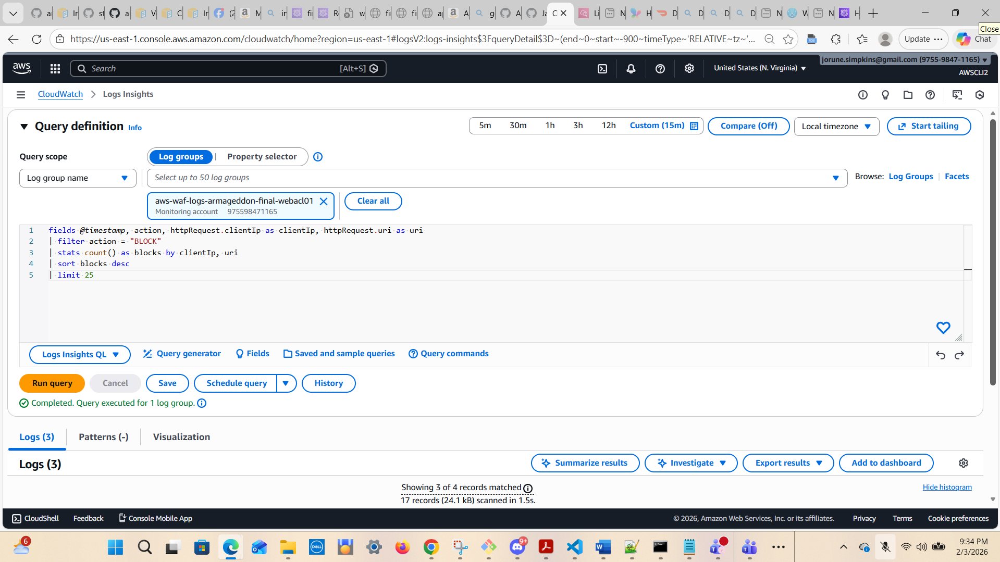 Close
https://us-east-1.console.aws.amazon.com/cloudwatch/home?region=us-east-1#logsV2:logs-insights$3FqueryDetail$3D~(end~0~start~-900~timeType~'RELATIVE~tz~'...
Update
Chat
aws
Search
[Alt+S]
United States (N. Virginia)
jorune.simpkins@gmail.com (9755-9847-1165)
AWSCLI2
CloudWatch
Logs Insights
Query definition
Info
5m
30m
1h
3h
12h
Custom (15m)
Compare (Off)
Local timezone
Start tailing
Query scope
Log groups
Property selector
Log group name
Select up to 50 log groups
Browse:
Log Groups
Facets
aws-waf-logs-armageddon-final-webacl01
Monitoring account 975598471165
Clear all
1 fields @timestamp, action, httpRequest.clientIp as clientIp, httpRequest.uri as uri
2 | filter action = "BLOCK"
3 | stats count() as blocks by clientIp, uri
4 | sort blocks desc
5 | limit 25
Logs Insights QL
Query generator
Fields
Saved and sample queries
Query commands
Run query
Cancel
Save
Schedule query
History
Completed. Query executed for 1 log group.
Logs (3)
Patterns (-)
Visualization
Logs (3)
Summarize results
Investigate
Export results
Add to dashboard
Showing 3 of 4 records matched
Hide histogram
17 records (24.1 kB) scanned in 1.5s.
CloudShell
Feedback
Console Mobile App
© 2026, Amazon Web Services, Inc. or its affiliates.
Privacy
Terms
Cookie preferences
6
DELL
9+
9:34 PM
2/3/2026